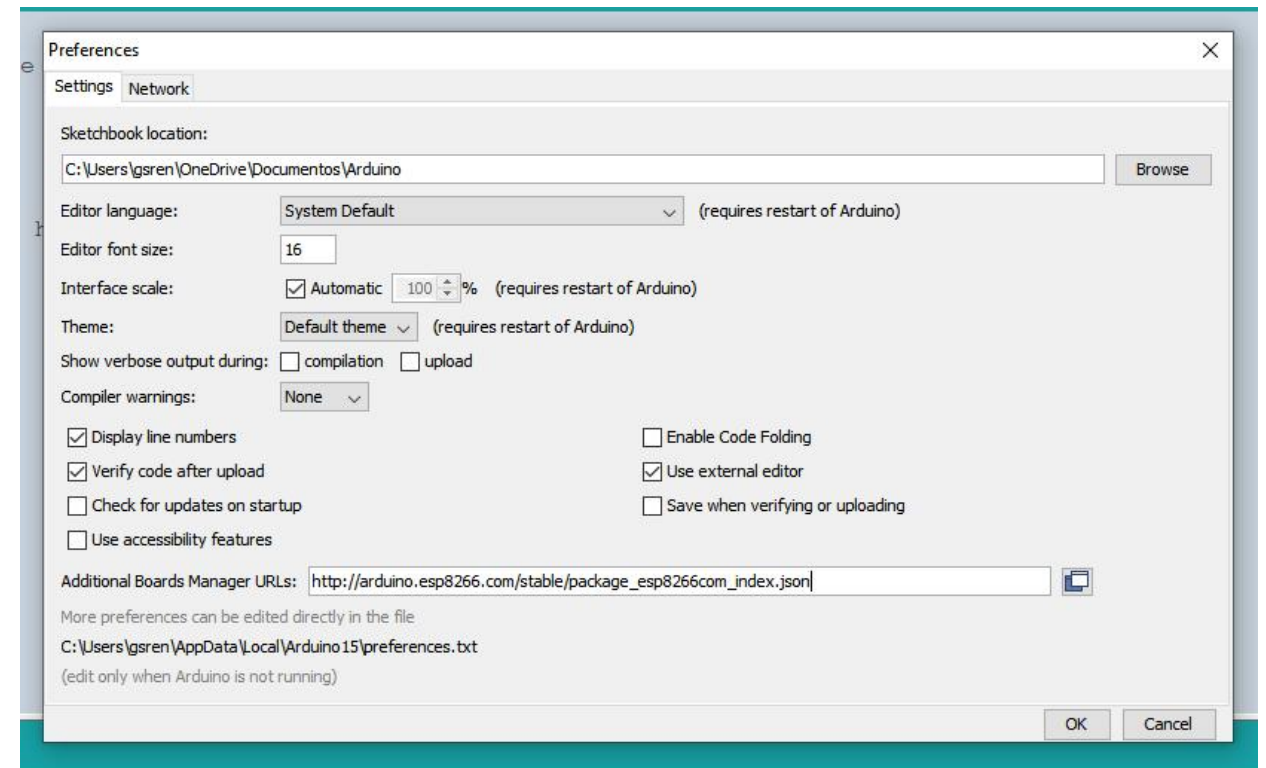 Preferences
Settings Network
Sketchbook location:
C:\Users\gsren\OneDrive\Documentos\Arduino Browse
Editor language: System Default (requires restart of Arduino)
Editor font size: 16
Interface scale: Automatic 100 % (requires restart of Arduino)
Theme: Default theme (requires restart of Arduino)
Show verbose output during: compilation upload
Compiler warnings: None
Display line numbers Enable Code Folding
Verify code after upload Use external editor
Check for updates on startup Save when verifying or uploading
Use accessibility features
Additional Boards Manager URLs: http://arduino.esp8266.com/stable/package_esp8266com_index.json
More preferences can be edited directly in the file
C:\Users\gsren\AppData\Local\Arduino15\preferences.txt
(edit only when Arduino is not running)
OK Cancel